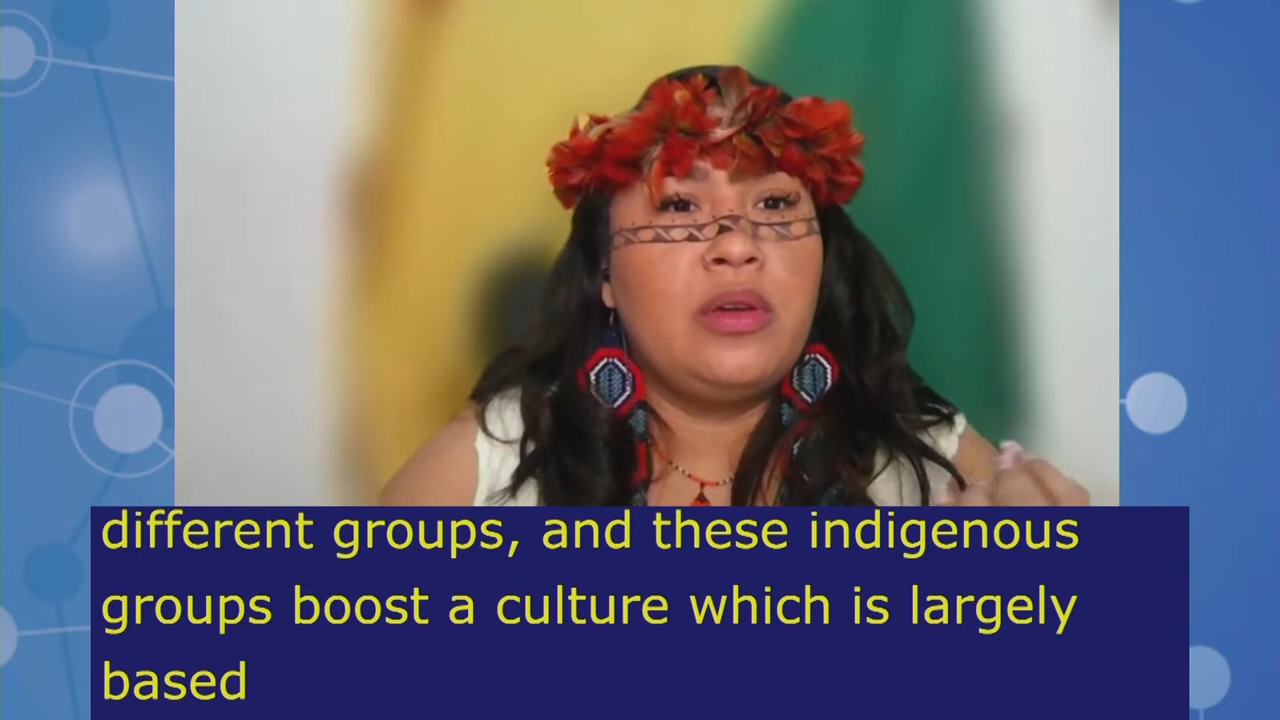 different groups, and these indigenous
groups boost a culture which is largely
based